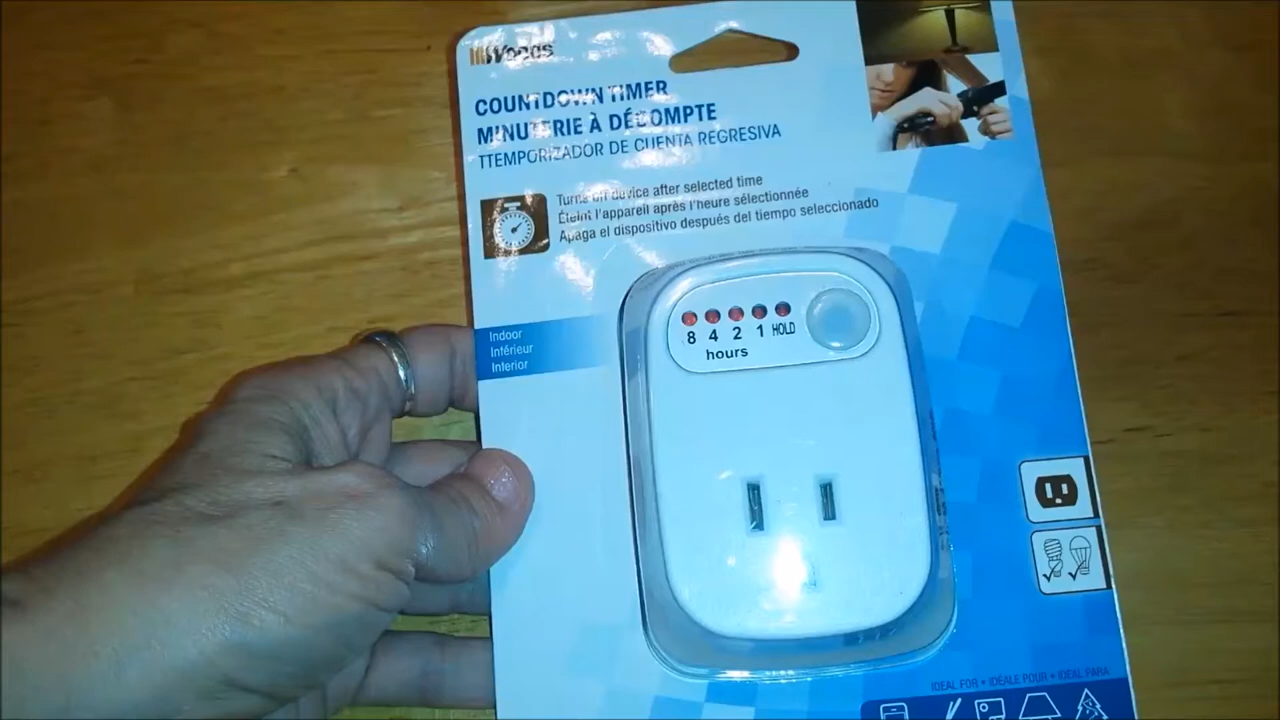 Woods
COUNTDOWN TIMER
MINUTERIE À DÉCOMPTE
TTEMPORIZADOR DE CUENTA REGRESIVA
Turns off device after selected time
Éteint l'appareil après l'heure sélectionnée
Apaga el dispositivo después del tiempo seleccionado
Indoor
Intérieur
Interior
8 4 2 1 HOLD
hours
IDEAL FOR • IDÉALE POUR • IDEAL PARA